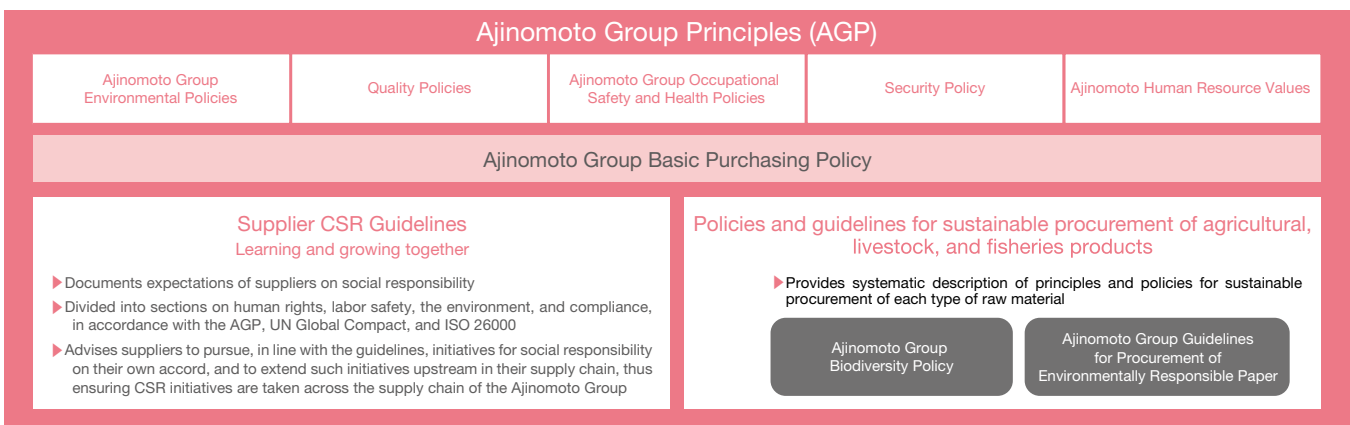 Ajinomoto Group Principles (AGP)
Ajinomoto Group
Environmental Policies
Quality Policies
Ajinomoto Group Occupational
Safety and Health Policies
Security Policy
Ajinomoto Human Resource Values
Ajinomoto Group Basic Purchasing Policy
Supplier CSR Guidelines
Learning and growing together
▶Documents expectations of suppliers on social responsibility
▶Divided into sections on human rights, labor safety, the environment, and compliance,
in accordance with the AGP, UN Global Compact, and ISO 26000
▶Advises suppliers to pursue, in line with the guidelines, initiatives for social responsibility
on their own accord, and to extend such initiatives upstream in their supply chain, thus
ensuring CSR initiatives are taken across the supply chain of the Ajinomoto Group
Policies and guidelines for sustainable procurement of agricultural,
livestock, and fisheries products
▶Provides systematic description of principles and policies for sustainable
procurement of each type of raw material
Ajinomoto Group
Biodiversity Policy
Ajinomoto Group Guidelines
for Procurement of
Environmentally Responsible Paper